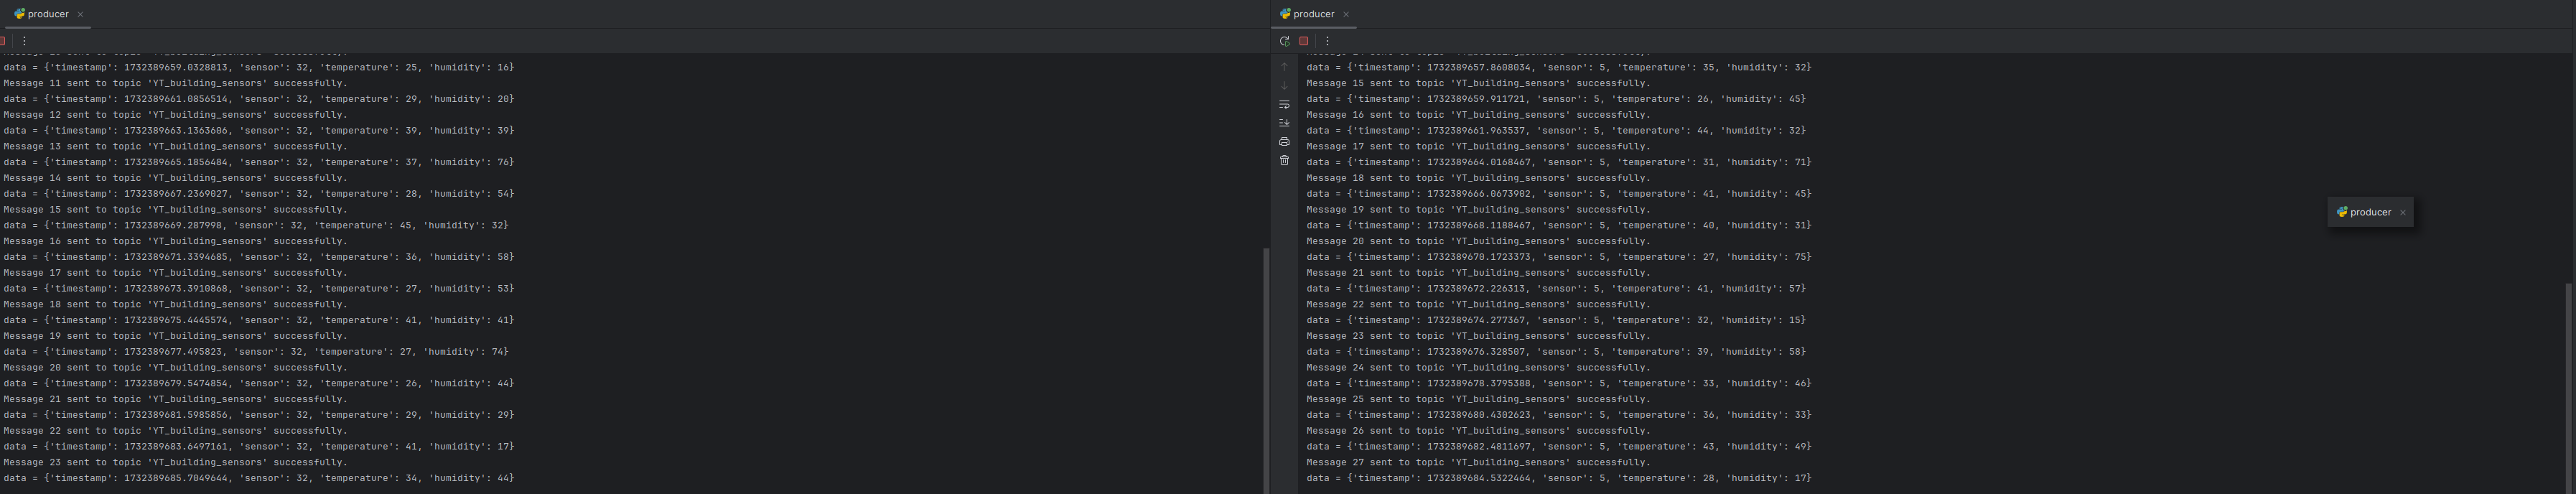 producer
data = {'timestamp': 1732389659.0328813, 'sensor': 32, 'temperature': 25, 'humidity': 16}
Message 11 sent to topic 'YT_building_sensors' successfully.
data = {'timestamp': 1732389661.0856514, 'sensor': 32, 'temperature': 29, 'humidity': 20}
Message 12 sent to topic 'YT_building_sensors' successfully.
data = {'timestamp': 1732389663.1363606, 'sensor': 32, 'temperature': 39, 'humidity': 39}
Message 13 sent to topic 'YT_building_sensors' successfully.
data = {'timestamp': 1732389665.1856484, 'sensor': 32, 'temperature': 37, 'humidity': 76}
Message 14 sent to topic 'YT_building_sensors' successfully.
data = {'timestamp': 1732389667.2369027, 'sensor': 32, 'temperature': 28, 'humidity': 54}
Message 15 sent to topic 'YT_building_sensors' successfully.
data = {'timestamp': 1732389669.287998, 'sensor': 32, 'temperature': 45, 'humidity': 32}
Message 16 sent to topic 'YT_building_sensors' successfully.
data = {'timestamp': 1732389671.3394685, 'sensor': 32, 'temperature': 36, 'humidity': 58}
Message 17 sent to topic 'YT_building_sensors' successfully.
data = {'timestamp': 1732389673.3910868, 'sensor': 32, 'temperature': 27, 'humidity': 53}
Message 18 sent to topic 'YT_building_sensors' successfully.
data = {'timestamp': 1732389675.4445574, 'sensor': 32, 'temperature': 41, 'humidity': 41}
Message 19 sent to topic 'YT_building_sensors' successfully.
data = {'timestamp': 1732389677.495823, 'sensor': 32, 'temperature': 27, 'humidity': 74}
Message 20 sent to topic 'YT_building_sensors' successfully.
data = {'timestamp': 1732389679.5474854, 'sensor': 32, 'temperature': 26, 'humidity': 44}
Message 21 sent to topic 'YT_building_sensors' successfully.
data = {'timestamp': 1732389681.5985856, 'sensor': 32, 'temperature': 29, 'humidity': 29}
Message 22 sent to topic 'YT_building_sensors' successfully.
data = {'timestamp': 1732389683.6497161, 'sensor': 32, 'temperature': 41, 'humidity': 17}
Message 23 sent to topic 'YT_building_sensors' successfully.
data = {'timestamp': 1732389685.7049644, 'sensor': 32, 'temperature': 34, 'humidity': 44}
producer
data = {'timestamp': 1732389657.8608034, 'sensor': 5, 'temperature': 35, 'humidity': 32}
Message 15 sent to topic 'YT_building_sensors' successfully.
data = {'timestamp': 1732389659.911721, 'sensor': 5, 'temperature': 26, 'humidity': 45}
Message 16 sent to topic 'YT_building_sensors' successfully.
data = {'timestamp': 1732389661.963537, 'sensor': 5, 'temperature': 44, 'humidity': 32}
Message 17 sent to topic 'YT_building_sensors' successfully.
data = {'timestamp': 1732389664.0168467, 'sensor': 5, 'temperature': 31, 'humidity': 71}
Message 18 sent to topic 'YT_building_sensors' successfully.
data = {'timestamp': 1732389666.0673902, 'sensor': 5, 'temperature': 41, 'humidity': 45}
Message 19 sent to topic 'YT_building_sensors' successfully.
data = {'timestamp': 1732389668.1188467, 'sensor': 5, 'temperature': 40, 'humidity': 31}
Message 20 sent to topic 'YT_building_sensors' successfully.
data = {'timestamp': 1732389670.1723373, 'sensor': 5, 'temperature': 27, 'humidity': 75}
Message 21 sent to topic 'YT_building_sensors' successfully.
data = {'timestamp': 1732389672.226313, 'sensor': 5, 'temperature': 41, 'humidity': 57}
Message 22 sent to topic 'YT_building_sensors' successfully.
data = {'timestamp': 1732389674.277367, 'sensor': 5, 'temperature': 32, 'humidity': 15}
Message 23 sent to topic 'YT_building_sensors' successfully.
data = {'timestamp': 1732389676.328507, 'sensor': 5, 'temperature': 39, 'humidity': 58}
Message 24 sent to topic 'YT_building_sensors' successfully.
data = {'timestamp': 1732389678.3795388, 'sensor': 5, 'temperature': 33, 'humidity': 46}
Message 25 sent to topic 'YT_building_sensors' successfully.
data = {'timestamp': 1732389680.4302623, 'sensor': 5, 'temperature': 36, 'humidity': 33}
Message 26 sent to topic 'YT_building_sensors' successfully.
data = {'timestamp': 1732389682.4811697, 'sensor': 5, 'temperature': 43, 'humidity': 49}
Message 27 sent to topic 'YT_building_sensors' successfully.
data = {'timestamp': 1732389684.5322464, 'sensor': 5, 'temperature': 28, 'humidity': 17}
producer